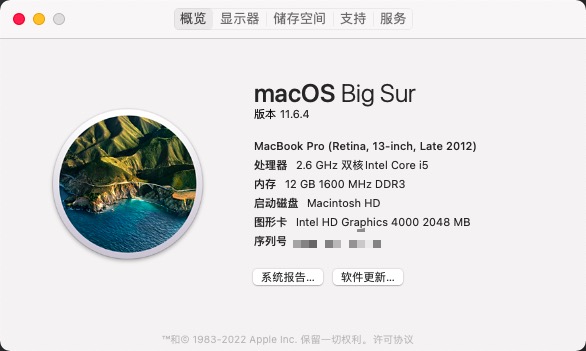 概览 显示器 储存空间 支持 服务
macOS Big Sur
版本 11.6.4
MacBook Pro (Retina, 13-inch, Late 2012)
处理器 2.6 GHz 双核Intel Core i5
内存 12 GB 1600 MHz DDR3
启动磁盘 Macintosh HD
图形卡 Intel HD Graphics 4000 2048 MB
序列号
系统报告... 软件更新...
™和© 1983-2022 Apple Inc. 保留一切权利。许可协议